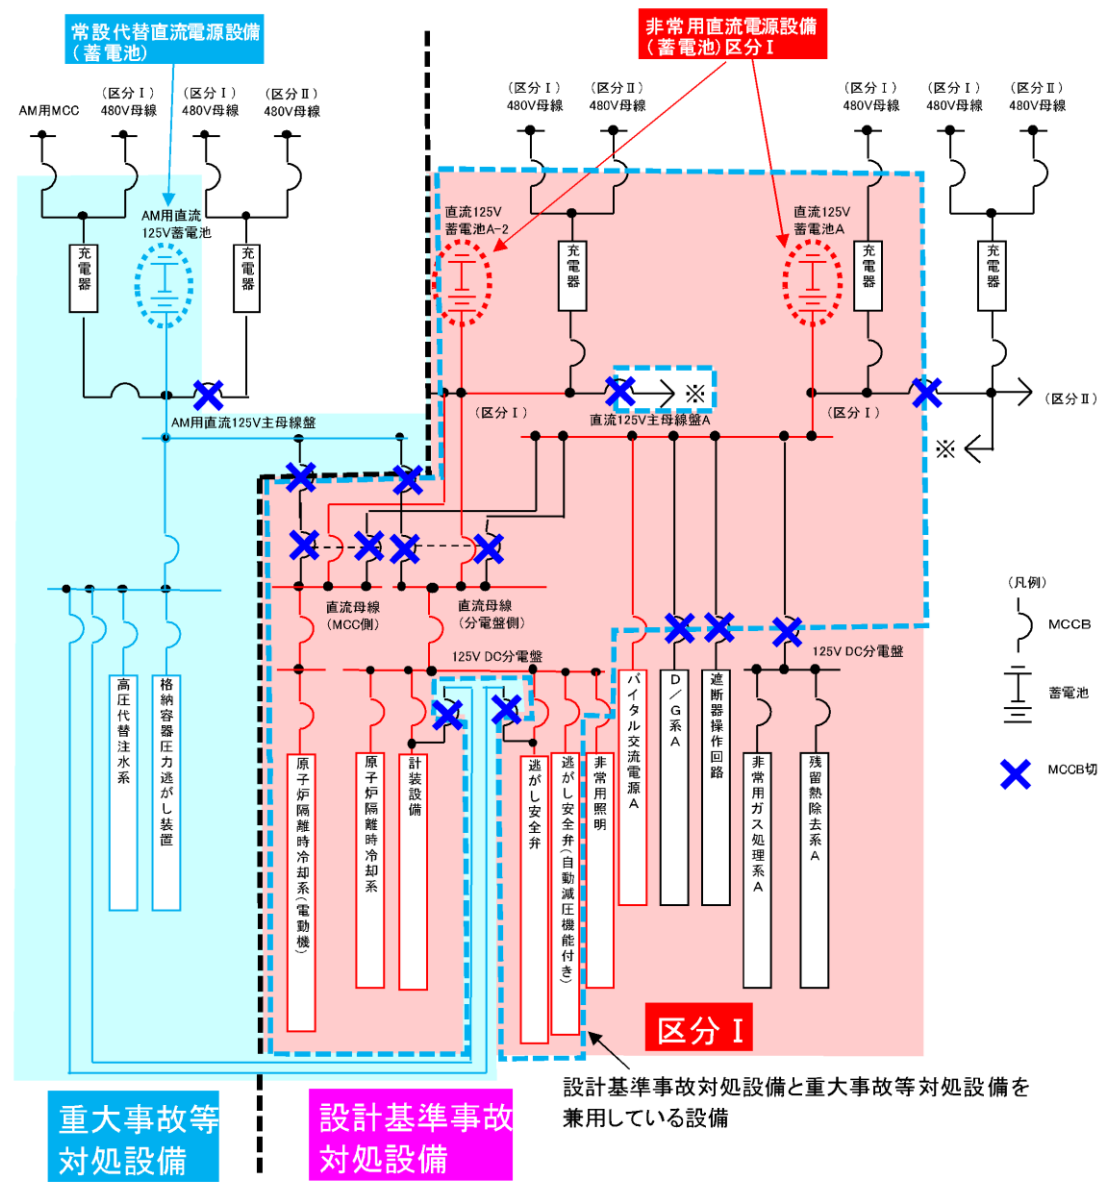 常設代替直流電源設備
(蓄電池)
非常用直流電源設備
(蓄電池)区分Ⅰ
AM用MCC
(区分Ⅰ)
480V母線
(区分Ⅰ)
480V母線
(区分Ⅱ)
480V母線
(区分Ⅰ)
480V母線
(区分Ⅱ)
480V母線
(区分Ⅰ)
480V母線
(区分Ⅰ)
480V母線
(区分Ⅱ)
480V母線
AM用直流
125V蓄電池
直流125V
蓄電池A-2
直流125V
蓄電池A
充電器
充電器
充電器
充電器
充電器
(区分Ⅰ)
※
(区分Ⅰ)
(区分Ⅱ)
AM用直流125V主母線盤
直流125V主母線盤A
※
直流母線
(MCC側)
直流母線
(分電盤側)
125V DC分電盤
125V DC分電盤
(凡例)
MCCB
蓄電池
MCCB切
高圧代替注水系
格納容器圧力逃がし装置
原子炉隔離時冷却系(電動機)
原子炉隔離時冷却系
計装設備
逃がし安全弁
逃がし安全弁(自動減圧機能付き)
非常用照明
バイタル交流電源A
D/G系A
遮断器操作回路
非常用ガス処理系A
残留熱除去系A
区分Ⅰ
設計基準事故対処設備と重大事故等対処設備を
兼用している設備
重大事故等
対処設備
設計基準事故
対処設備